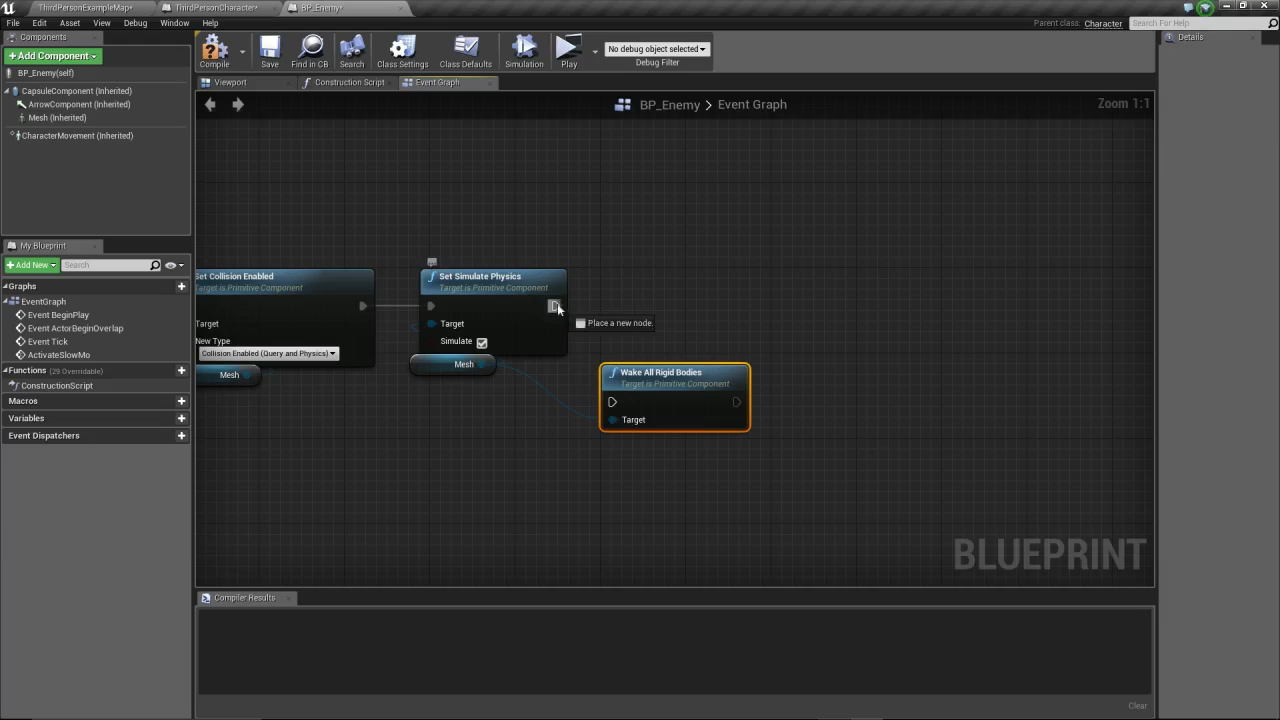 ThirdPersonExampleMap*
ThirdPersonCharacter*
BP_Enemy*
File Edit Asset View Debug Window Help
Parent class: Character
Search For Help
Components
Details
+Add Component
BP_Enemy(self)
CapsuleComponent (Inherited)
ArrowComponent (Inherited)
Mesh (Inherited)
CharacterMovement (Inherited)
Compile Save Find in CB Search Class Settings Class Defaults Simulation Play
No debug object selected
Debug Filter
Viewport Construction Script Event Graph
BP_Enemy > Event Graph
Zoom 1:1
My Blueprint
+Add New Search
Graphs
EventGraph
Event BeginPlay
Event ActorBeginOverlap
Event Tick
ActivateSlowMo
Functions (29 Overridable)
ConstructionScript
Macros
Variables
Event Dispatchers
Set Collision Enabled
Target is Primitive Component
Target
New Type
Collision Enabled (Query and Physics)
Mesh
Set Simulate Physics
Target is Primitive Component
Target
Simulate
Mesh
Place a new node.
Wake All Rigid Bodies
Target is Primitive Component
Target
BLUEPRINT
Compiler Results
Clear